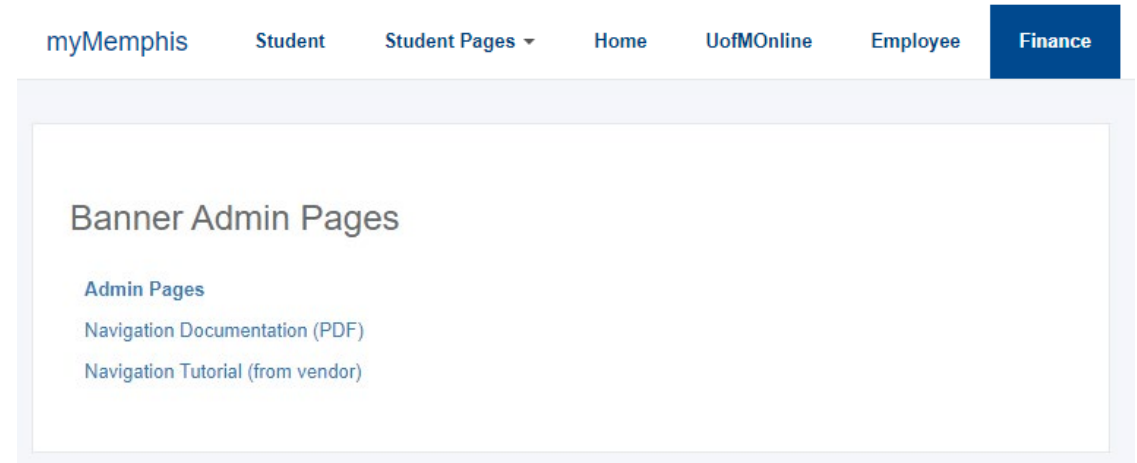 myMemphis Student Student Pages Home UofMOnline Employee Finance
Banner Admin Pages
Admin Pages
Navigation Documentation (PDF)
Navigation Tutorial (from vendor)